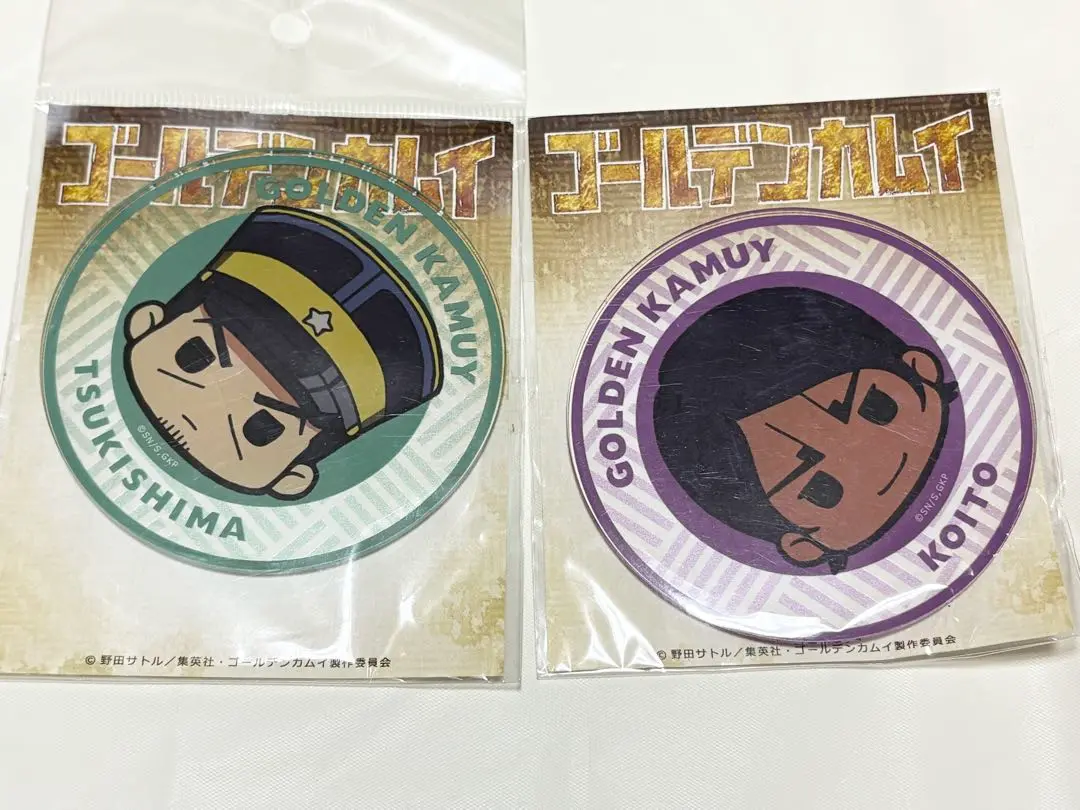 ゴールデンカムイ
GOLDEN KAMUY
TSUKISHIMA
©SN/S,GKP
© 野田サトル／集英社・ゴールデンカムイ製作委員会
ゴールデンカムイ
GOLDEN KAMUY
KOITO
©SN/S,GKP
© 野田サトル／集英社・ゴールデンカムイ製作委員会